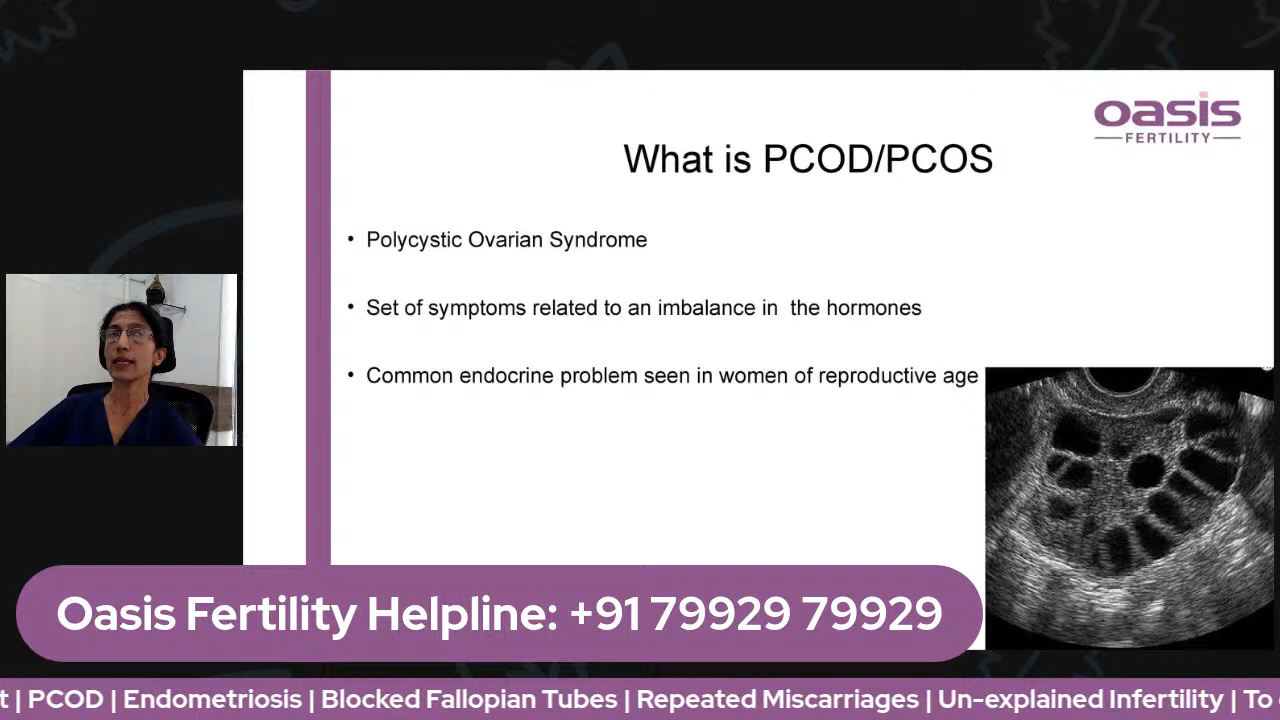 oasis
FERTILITY
What is PCOD/PCOS
• Polycystic Ovarian Syndrome
• Set of symptoms related to an imbalance in  the hormones
• Common endocrine problem seen in women of reproductive age
Oasis Fertility Helpline: +91 79929 79929
t | PCOD | Endometriosis | Blocked Fallopian Tubes | Repeated Miscarriages | Un-explained Infertility | To